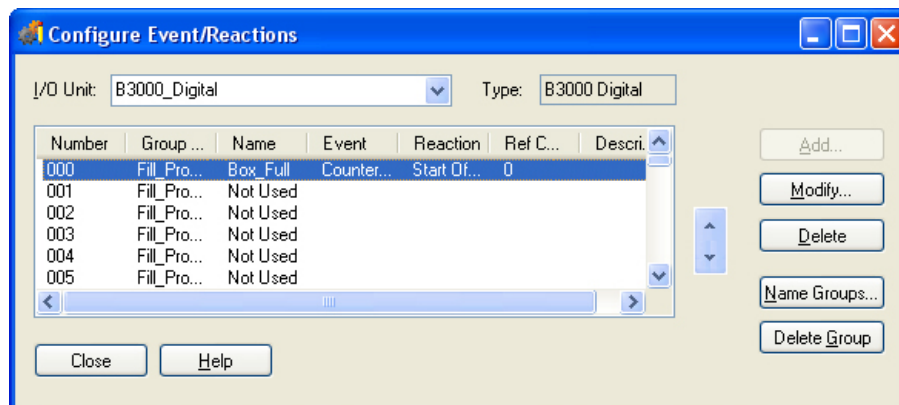 Configure Event/Reactions
I/O Unit: B3000_Digital Type: B3000 Digital
Number Group ... Name Event Reaction Ref C... Descri.
000 Fill_Pro... Box_Full Counter... Start Of... 0
001 Fill_Pro... Not Used
002 Fill_Pro... Not Used
003 Fill_Pro... Not Used
004 Fill_Pro... Not Used
005 Fill_Pro... Not Used
Add...
Modify...
Delete
Name Groups...
Delete Group
Close Help